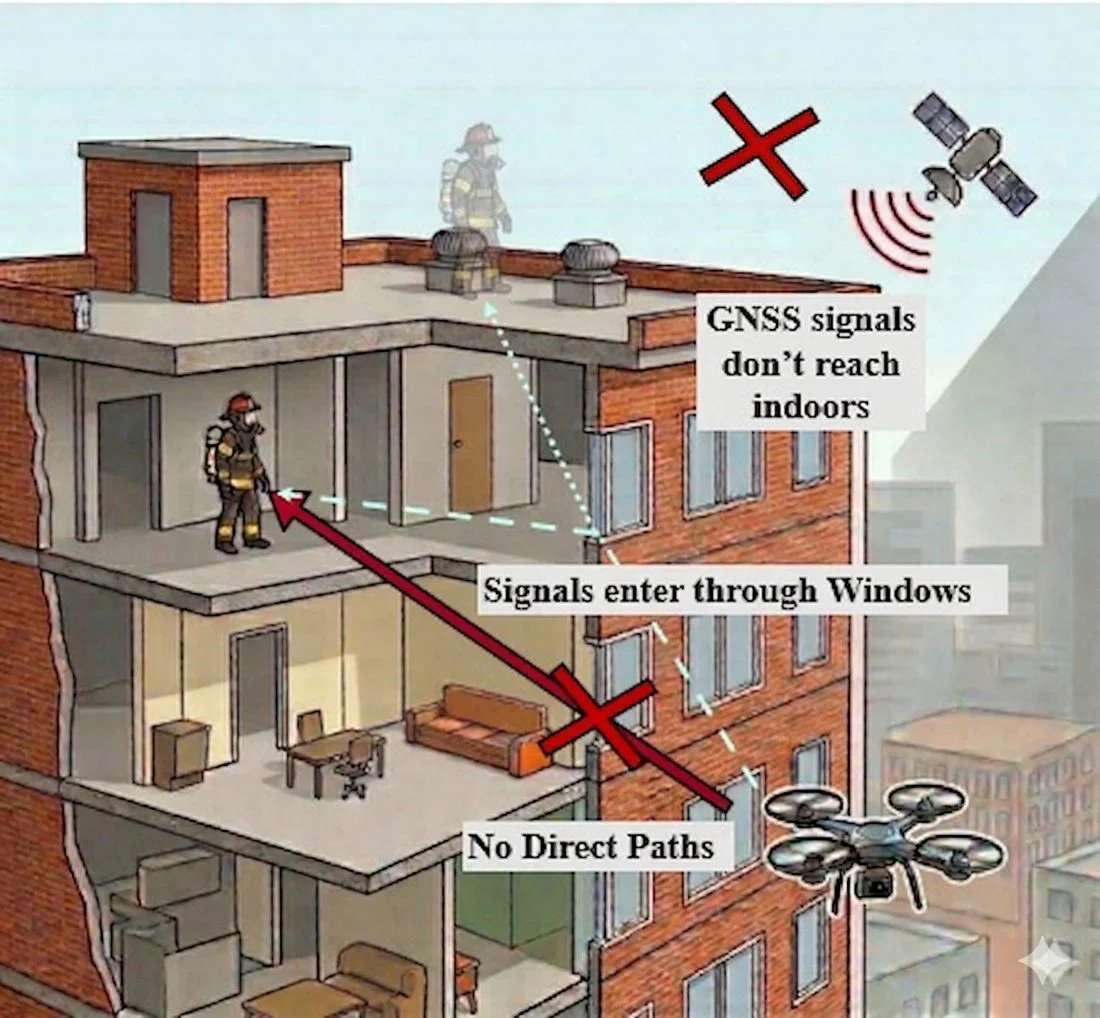 GNSS signals
don't reach
indoors
Signals enter through Windows
No Direct Paths